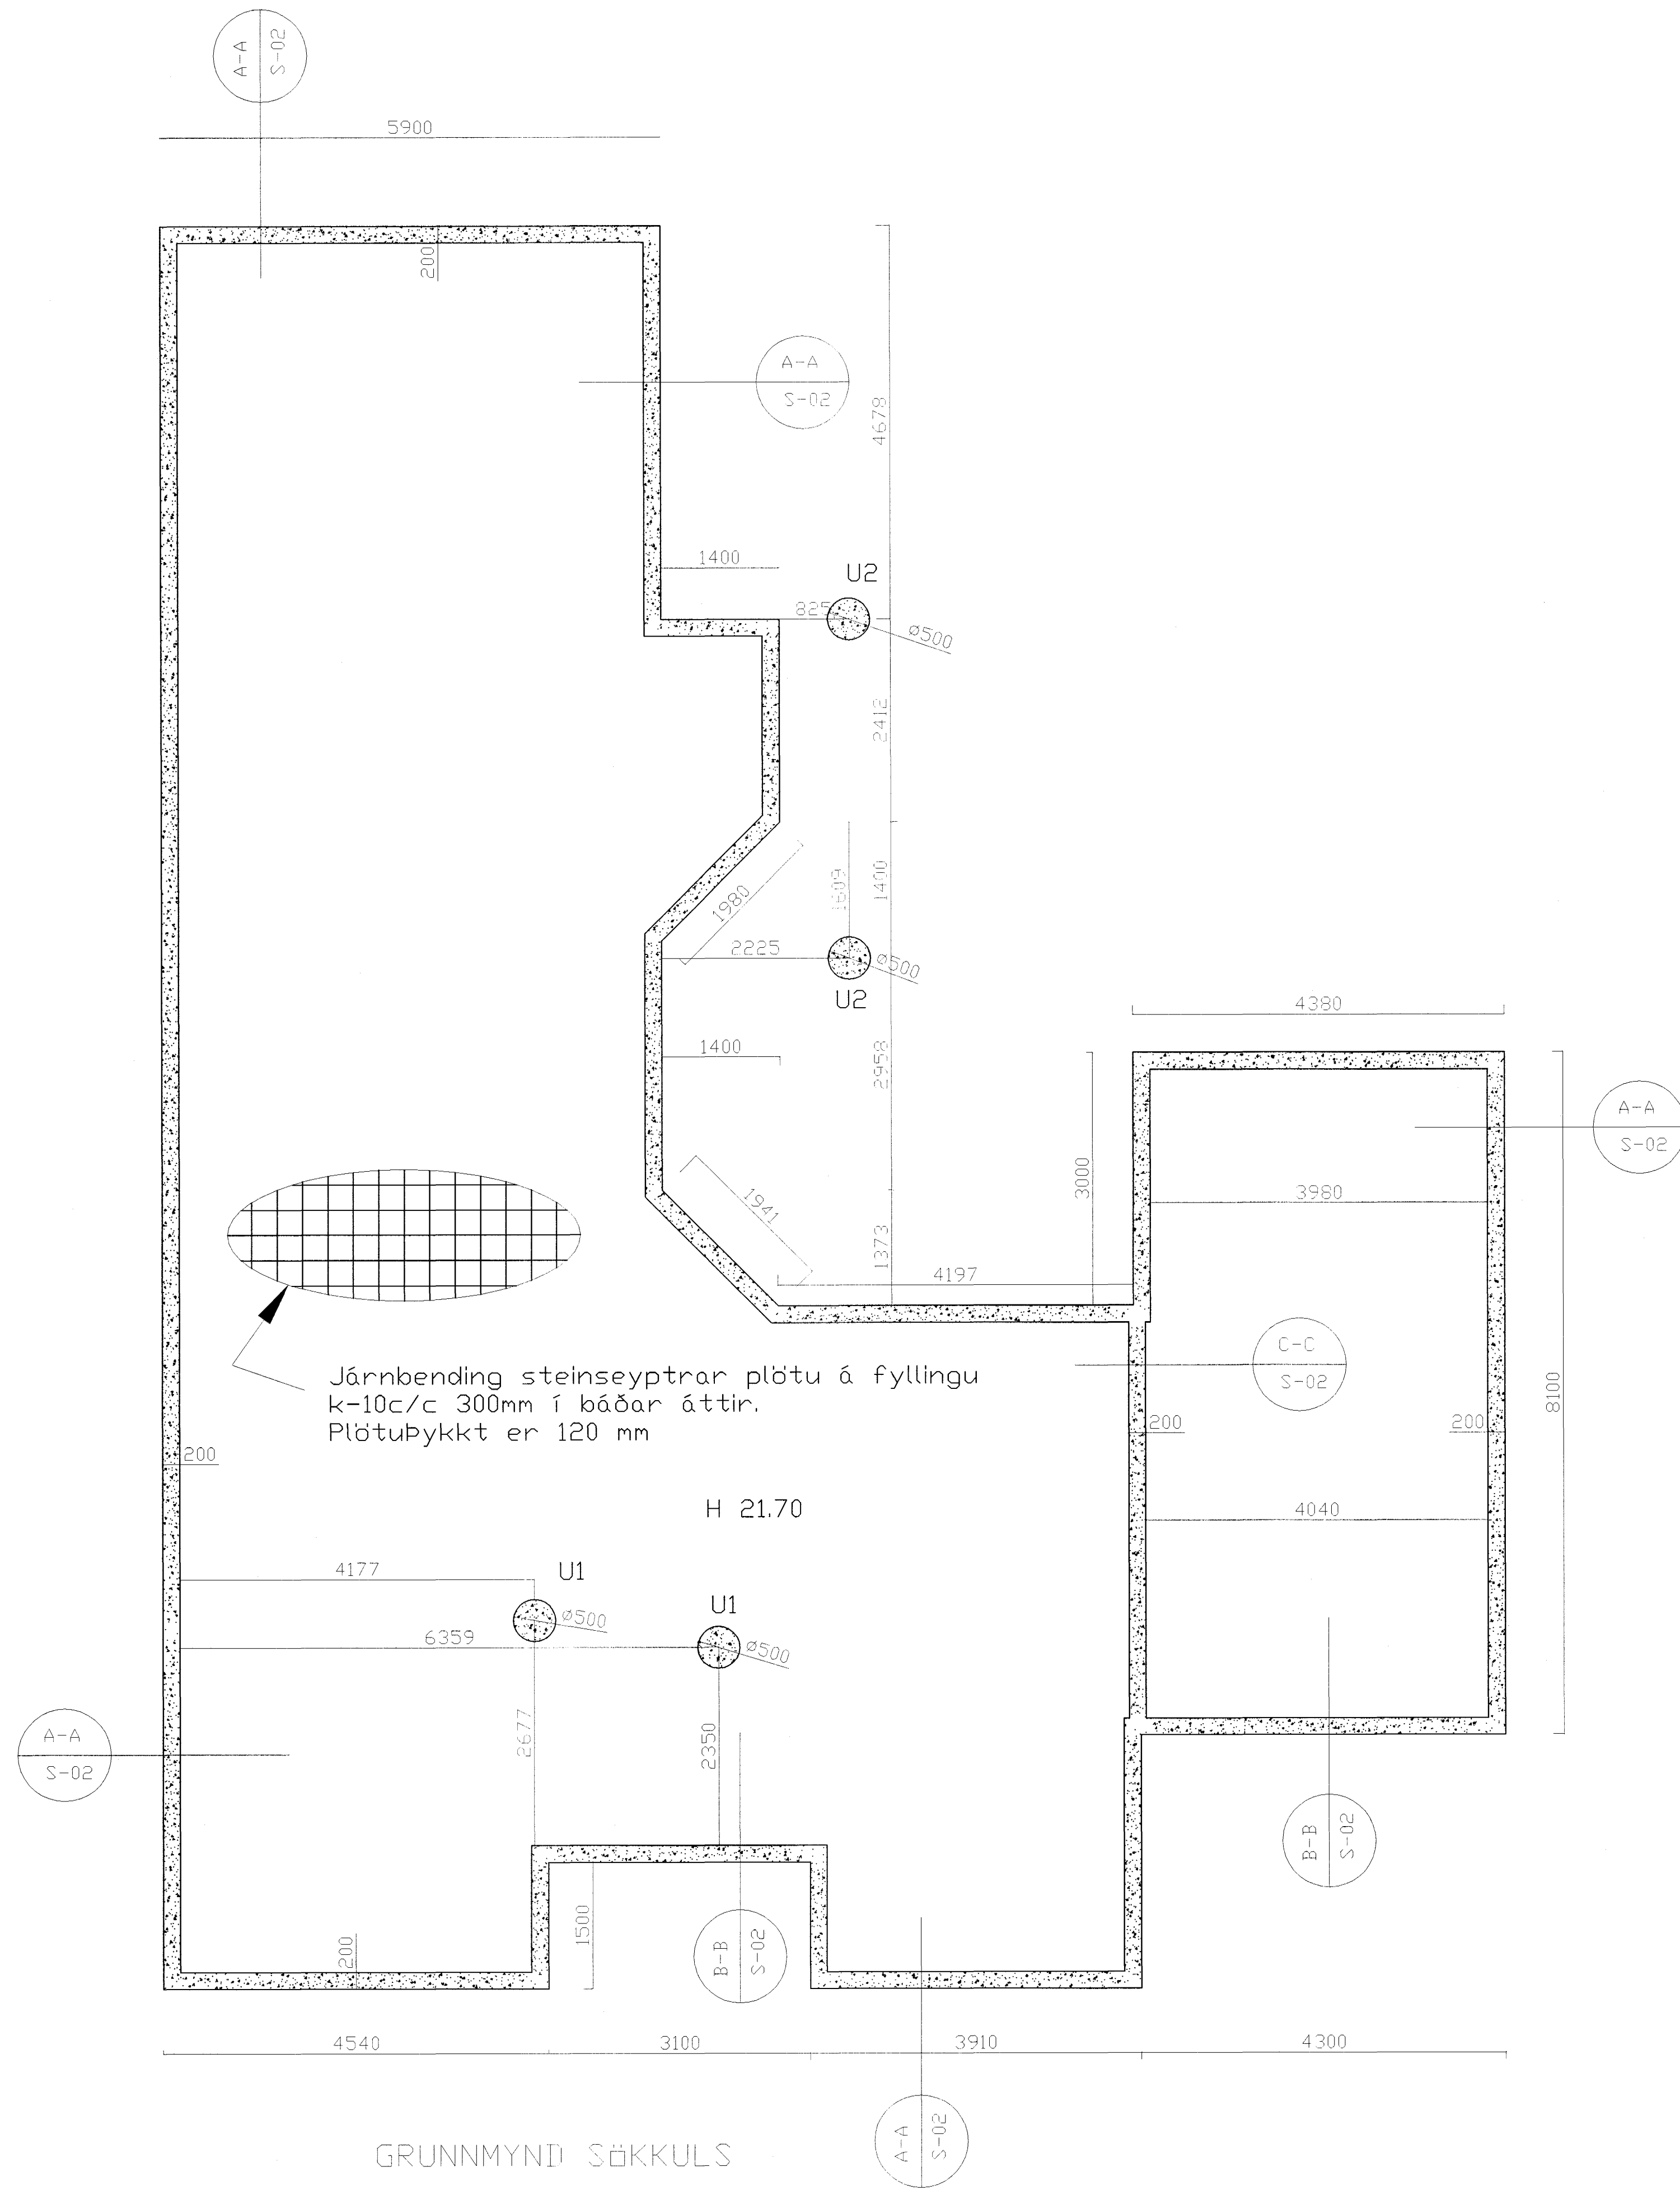 A-A
S-02
5900
200
A-A
S-02
4678
1400
U2
825
ø500
2412
1980
1609
1400
2225
ø500
U2
4380
1400
2958
A-A
S-02
3000
3980
1941
1373
4197
C-C
S-02
Járnbending steinseyptrar plötu á fyllingu
k-10c/c 300mm í báðar áttir.
Plötuþykkt er 120 mm
8100
200
200
200
H 21.70
4040
4177
U1
U1
ø500
6359
ø500
A-A
S-02
2677
2350
B-B
S-02
1500
200
B-B
S-02
4540
3100
3910
4300
A-A
S-02
GRUNNMYND SÖKKULS